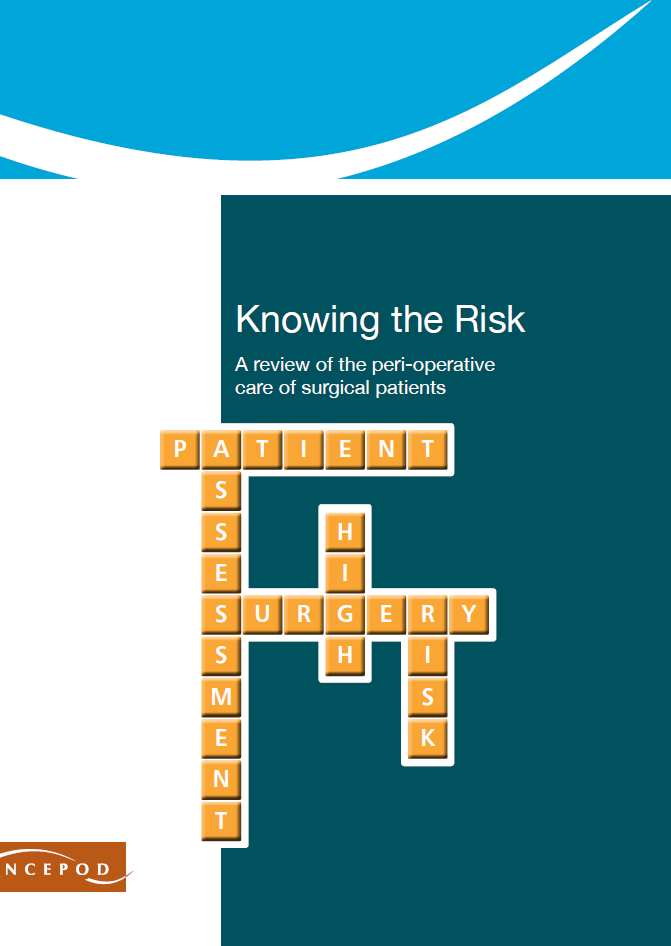 Knowing the Risk
A review of the peri-operative
care of surgical patients
PATIENT
ASSESSMENT
HIGH
SURGERY
RISK
NCEPOD